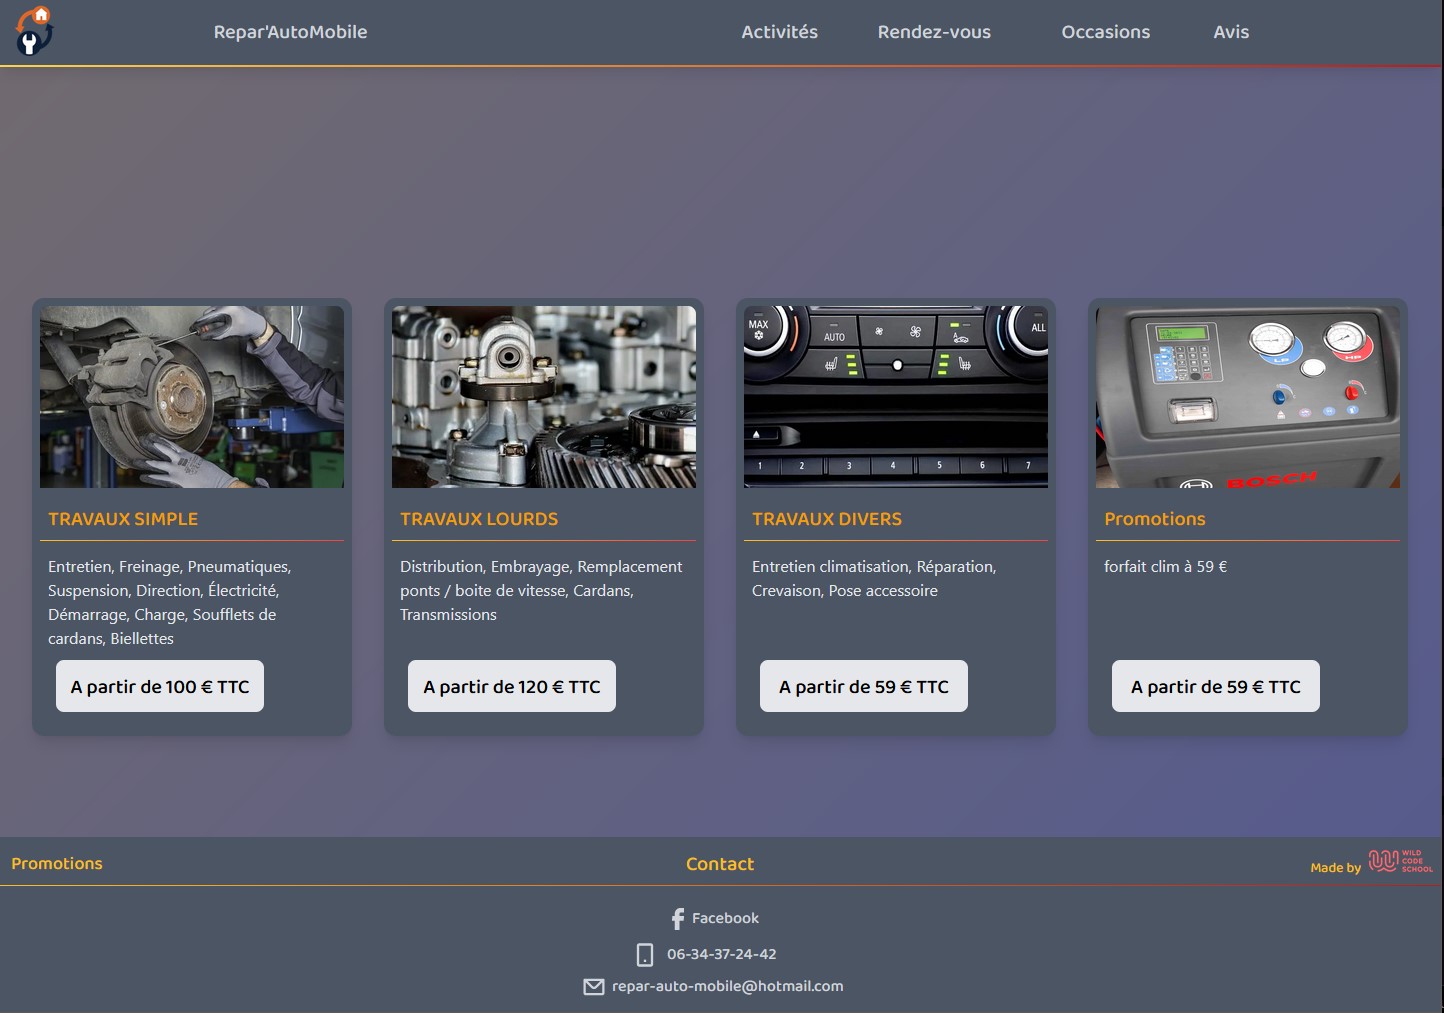 Repar'AutoMobile
Activités
Rendez-vous
Occasions
Avis
MAX
AUTO
ALL
1 2 3 4 5 6 7
BOSCH
TRAVAUX SIMPLE
Entretien, Freinage, Pneumatiques,
Suspension, Direction, Électricité,
Démarrage, Charge, Soufflets de
cardans, Biellettes
A partir de 100 € TTC
TRAVAUX LOURDS
Distribution, Embrayage, Remplacement
ponts / boite de vitesse, Cardans,
Transmissions
A partir de 120 € TTC
TRAVAUX DIVERS
Entretien climatisation, Réparation,
Crevaison, Pose accessoire
A partir de 59 € TTC
Promotions
forfait clim à 59 €
A partir de 59 € TTC
Promotions
Contact
Made by
WILD
CODE
SCHOOL
Facebook
06-34-37-24-42
repar-auto-mobile@hotmail.com